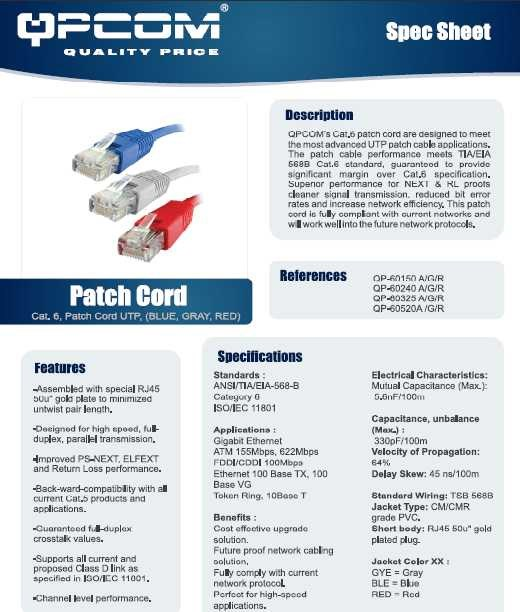 QPCOM®
QUALITY PRICE
Spec Sheet
Description
QPCOM's Cat.6 patch cord are designed to meet
the most advanced UTP patch cable applications.
The patch cable performance meets TIA/EIA
568B Cat.6 standard, guaranteed to provide
significant margin over Cat.6 specification.
Superior performance for NEXT & RL proofs
cleaner signal transmission, reduced bit error
rates and increase network efficiency. This patch
cord is fully compliant with current networks and
will work well into the future network protocols.
Patch Cord
Cat. 6, Patch Cord UTP, (BLUE, GRAY, RED)
References
QP-60150 A/G/R
QP-60240 A/G/R
QP-60325 A/G/R
QP-60520A /G/R
Features
-Assembled with special RJ45
50u" gold plate to minimized
untwist pair length.
-Designed for high speed, full-
duplex, parallel transmission.
-Improved PS-NEXT, ELFEXT
and Return Loss performance.
-Back-ward-compatibility with all
current Cat.5 products and
applications.
-Guaranteed full-duplex
crosstalk values.
-Supports all current and
proposed Class D link as
specified in ISO/IEC 11001.
-Channel level performance.
Specifications
Standards :
ANSI/TIA/EIA-568-B
Category 6
ISO/IEC 11801
Applications :
Gigabit Ethernet
ATM 155Mbps, 622Mbps
FDDI/CDDI 100Mbps
Ethernet 100 Base TX, 100
Base VG
Token Ring, 10Base T
Benefits :
Cost effective upgrade
solution.
Future proof network cabling
solution.
Fully comply with current
network protocol.
Perfect for high-speed
applications.
Electrical Characteristics:
Mutual Capacitance (Max.):
5.6nF/100m
Capacitance, unballance
(Max.) :
330pF/100m
Velocity of Propagation:
64%
Delay Skew: 45 ns/100m
Standard Wiring: TSB 568B
Jacket Type: CM/CMR
grade PVC.
Short body: RJ45 50u" gold
plated plug.
Jacket Color XX :
GYE = Gray
BLE = Blue
RED = Red